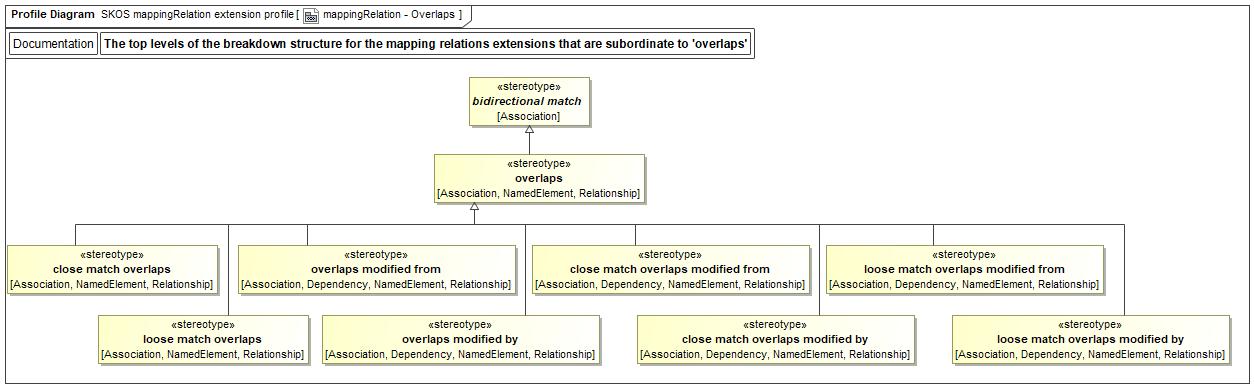 Profile Diagram SKOS mappingRelation extension profile [ mappingRelation - Overlaps ]
Documentation The top levels of the breakdown structure for the mapping relations extensions that are subordinate to 'overlaps'
«stereotype»
bidirectional match
[Association]
«stereotype»
overlaps
[Association, NamedElement, Relationship]
«stereotype»
close match overlaps
[Association, NamedElement, Relationship]
«stereotype»
overlaps modified from
[Association, Dependency, NamedElement, Relationship]
«stereotype»
close match overlaps modified from
[Association, Dependency, NamedElement, Relationship]
«stereotype»
loose match overlaps modified from
[Association, Dependency, NamedElement, Relationship]
«stereotype»
loose match overlaps
[Association, NamedElement, Relationship]
«stereotype»
overlaps modified by
[Association, Dependency, NamedElement, Relationship]
«stereotype»
close match overlaps modified by
[Association, Dependency, NamedElement, Relationship]
«stereotype»
loose match overlaps modified by
[Association, Dependency, NamedElement, Relationship]